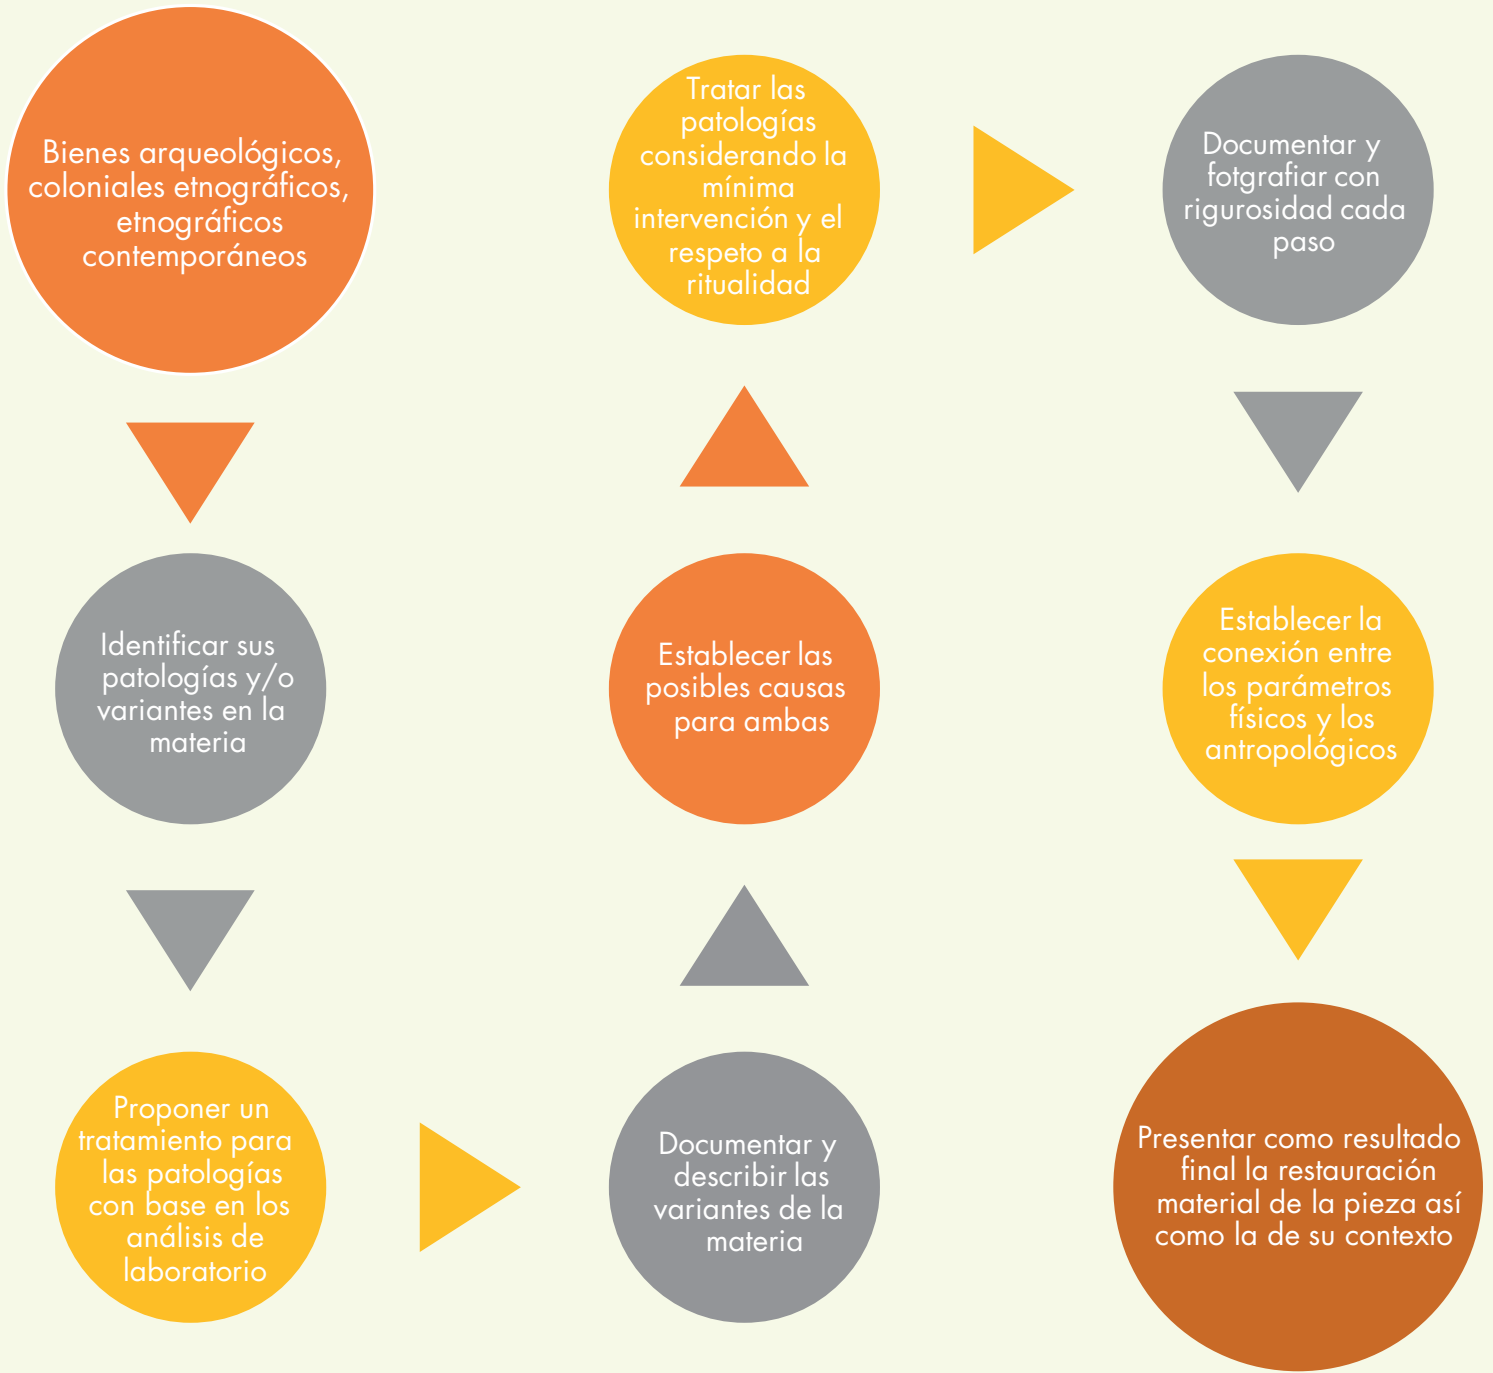 Bienes arqueológicos,
coloniales etnográficos,
etnográficos
contemporáneos
Identificar sus
patologías y/o
variantes en la
materia
Proponer un
tratamiento para
las patologías
con base en los
análisis de
laboratorio
Documentar y
describir las
variantes de la
materia
Establecer las
posibles causas
para ambas
Tratar las
patologías
considerando la
mínima
intervención y el
respeto a la
ritualidad
Documentar y
fotgrafiar con
rigurosidad cada
paso
Establecer la
conexión entre
los parámetros
físicos y los
antropológicos
Presentar como resultado
final la restauración
material de la pieza así
como la de su contexto